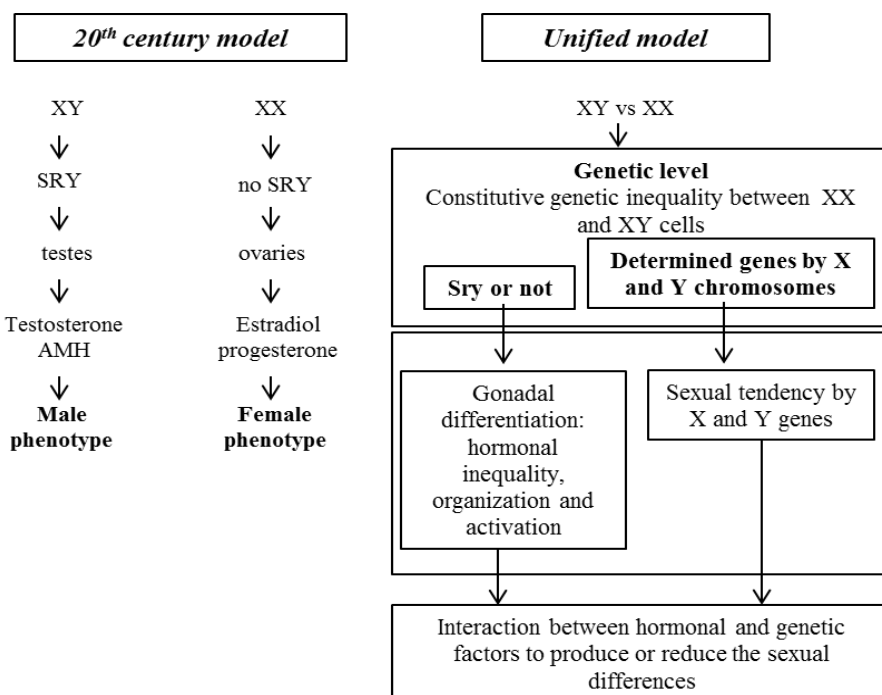 20th century model
XY
SRY
testes
Testosterone
AMH
Male
phenotype
XX
no SRY
ovaries
Estradiol
progesterone
Female
phenotype
Unified model
XY vs XX
Genetic level
Constitutive genetic inequality between XX
and XY cells
Sry or not
Determined genes by X
and Y chromosomes
Gonadal
differentiation:
hormonal
inequality,
organization and
activation
Sexual tendency by
X and Y genes
Interaction between hormonal and genetic
factors to produce or reduce the sexual
differences